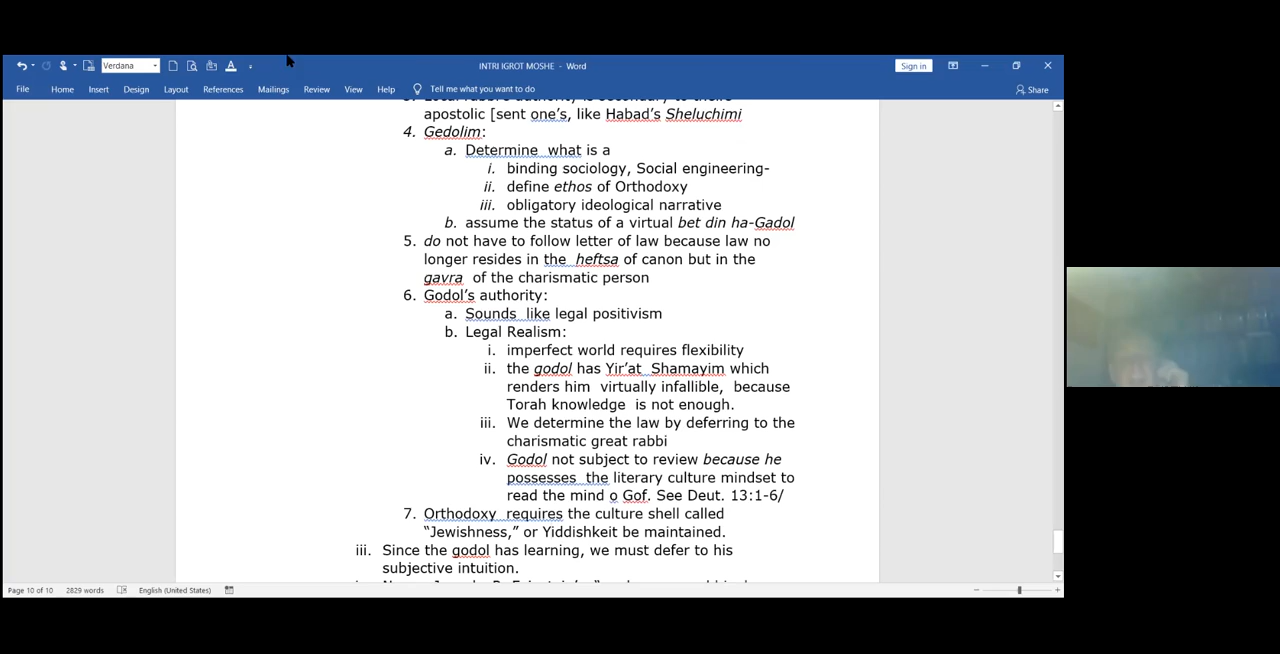 Verdana
INTRI IGROT MOSHE - Word
Sign in
File Home Insert Design Layout References Mailings Review View Help Tell me what you want to do Share
apostolic [sent one's, like Habad's Sheluchimi
4. Gedolim:
a. Determine what is a
i. binding sociology, Social engineering-
ii. define ethos of Orthodoxy
iii. obligatory ideological narrative
b. assume the status of a virtual bet din ha-Gadol
5. do not have to follow letter of law because law no
longer resides in the heftsa of canon but in the
gavra of the charismatic person
6. Godol's authority:
a. Sounds like legal positivism
b. Legal Realism:
i. imperfect world requires flexibility
ii. the godol has Yir'at Shamayim which
renders him virtually infallible, because
Torah knowledge is not enough.
iii. We determine the law by deferring to the
charismatic great rabbi
iv. Godol not subject to review because he
possesses the literary culture mindset to
read the mind o Gof. See Deut. 13:1-6/
7. Orthodoxy requires the culture shell called
"Jewishness," or Yiddishkeit be maintained.
iii. Since the godol has learning, we must defer to his
subjective intuition.
Page 10 of 10 2829 words English (United States)